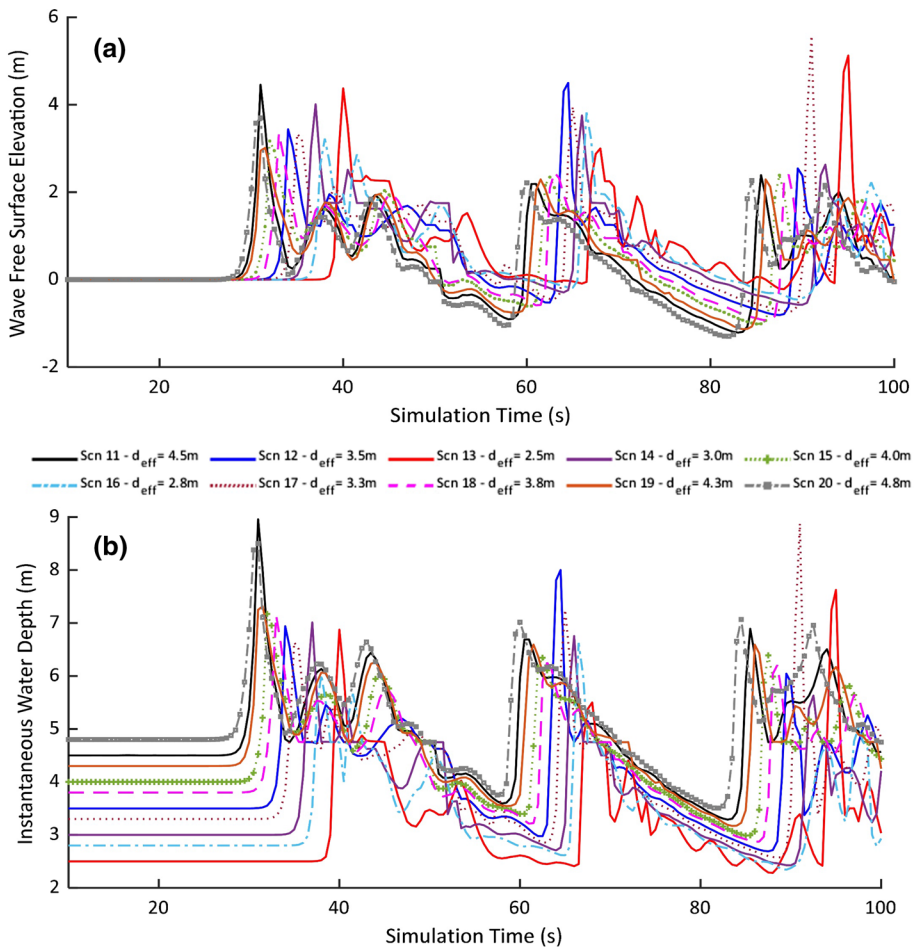 (a)
Wave Free Surface Elevation (m)
6
4
2
0
-2
20 40 60 80 100
Simulation Time (s)
Scn 11 - deff= 4.5m Scn 12 - deff= 3.5m Scn 13 - deff= 2.5m Scn 14 - deff= 3.0m Scn 15 - deff= 4.0m
Scn 16 - deff= 2.8m Scn 17 - deff= 3.3m Scn 18 - deff= 3.8m Scn 19 - deff= 4.3m Scn 20 - deff= 4.8m
(b)
Instantaneous Water Depth (m)
9
8
7
6
5
4
3
2
20 40 60 80 100
Simulation Time (s)